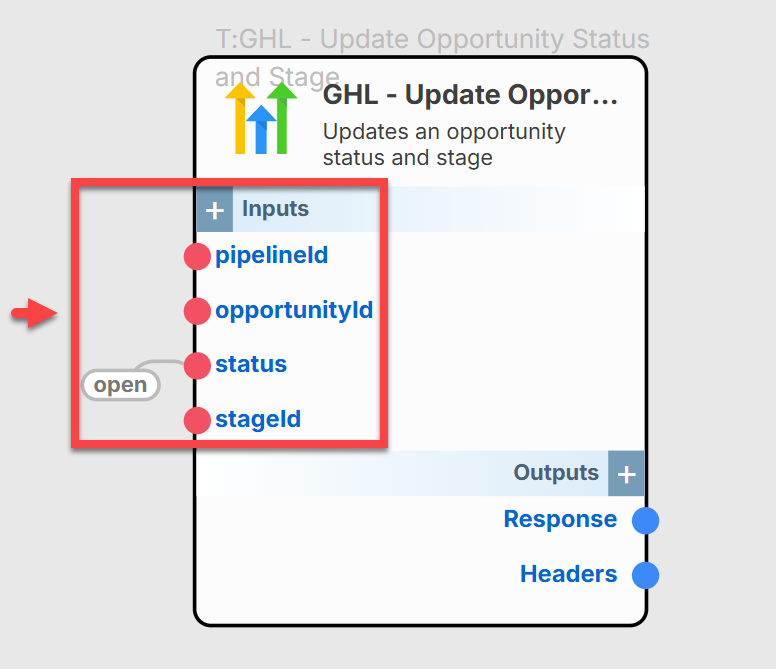 T:GHL - Update Opportunity Status
and Stage
GHL - Update Oppor...
Updates an opportunity
status and stage
+ Inputs
pipelineId
opportunityId
status
open
stageId
Outputs +
Response
Headers